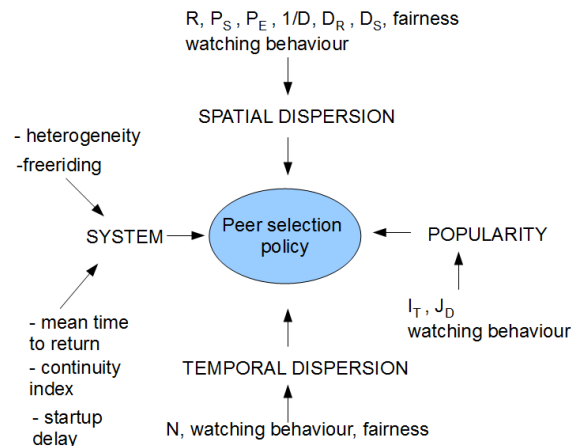 R, P_S , P_E , 1/D, D_R , D_S, fairness
watching behaviour
SPATIAL DISPERSION
- heterogeneity
-freeriding
Peer selection
policy
SYSTEM
POPULARITY
I_T , J_D
watching behaviour
- mean time
to return
- continuity
index
- startup
delay
TEMPORAL DISPERSION
N, watching behaviour, fairness